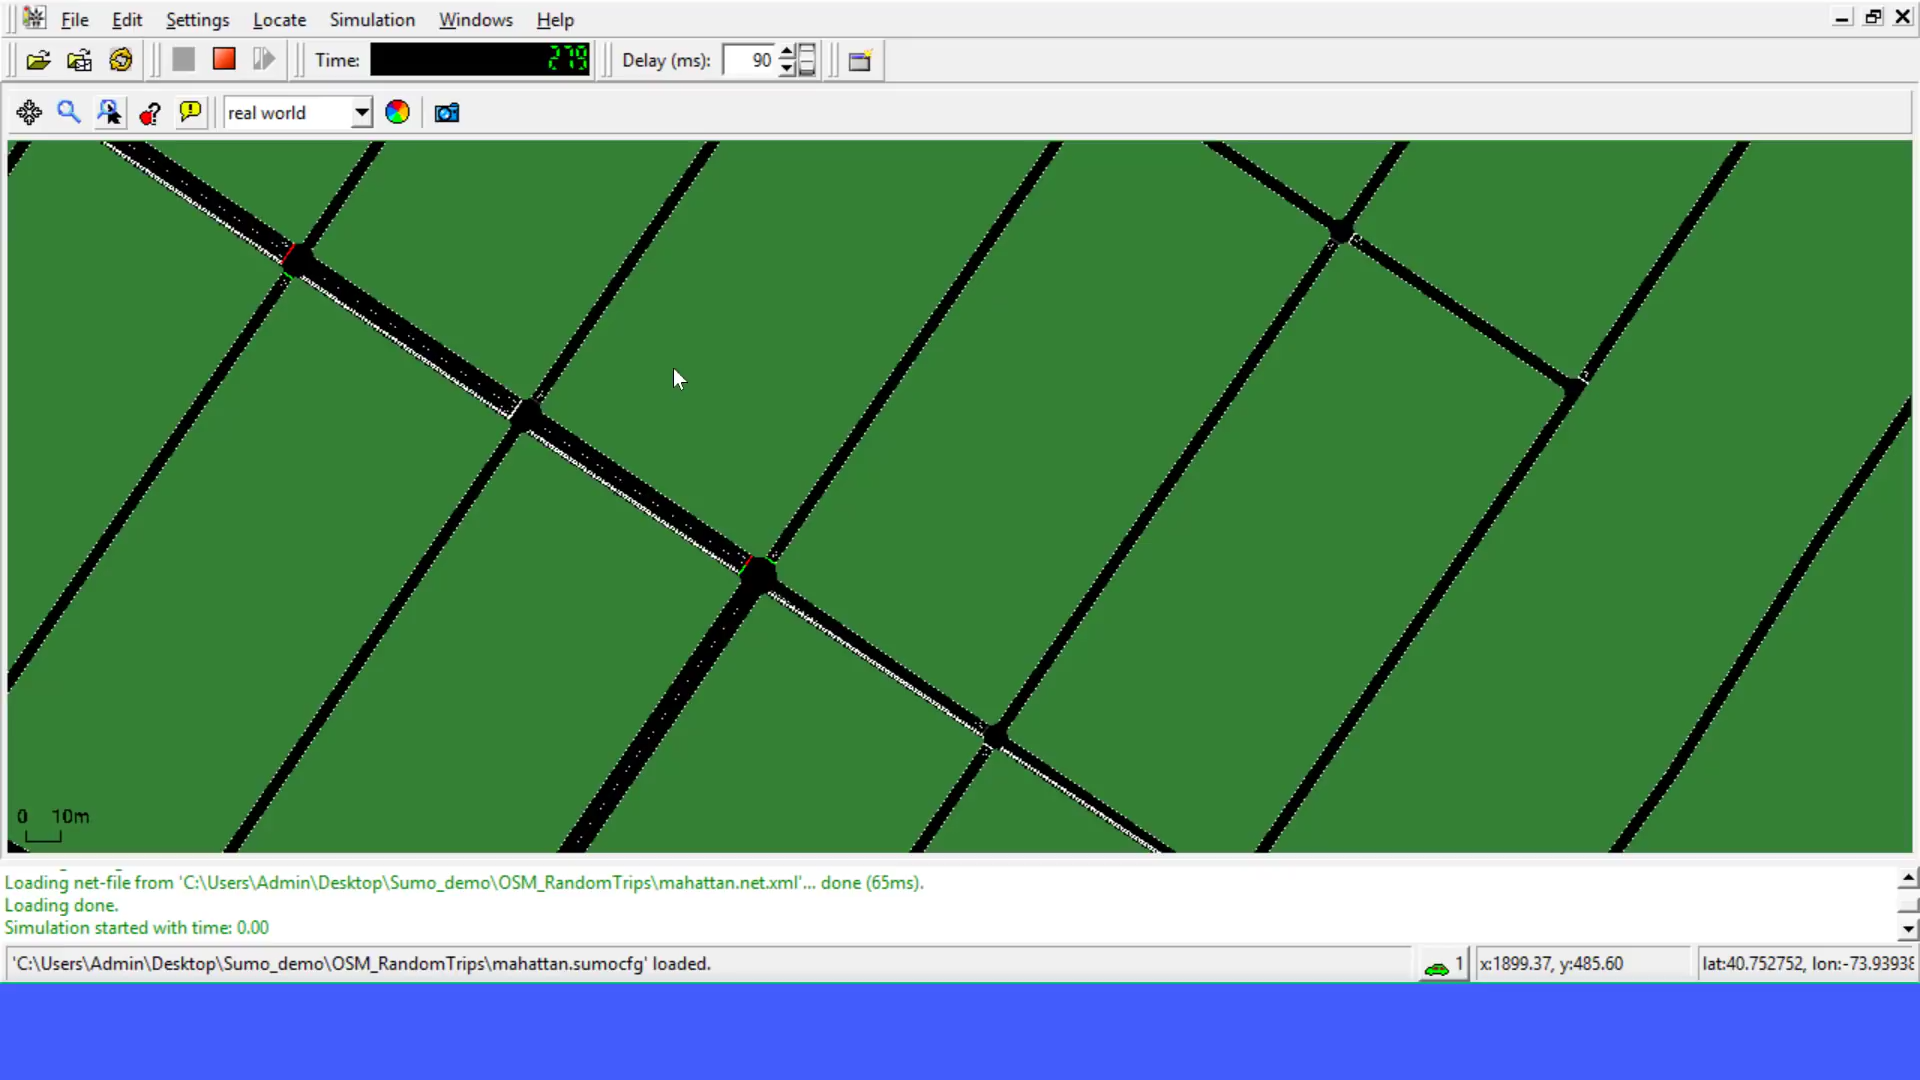 File Edit Settings Locate Simulation Windows Help
Time: 279 Delay (ms): 90
real world
0 10m
Loading net-file from 'C:\Users\Admin\Desktop\Sumo_demo\OSM_RandomTrips\mahattan.net.xml'... done (65ms).
Loading done.
Simulation started with time: 0.00
'C:\Users\Admin\Desktop\Sumo_demo\OSM_RandomTrips\mahattan.sumocfg' loaded. 1 x:1899.37, y:485.60 lat:40.752752, lon:-73.93938